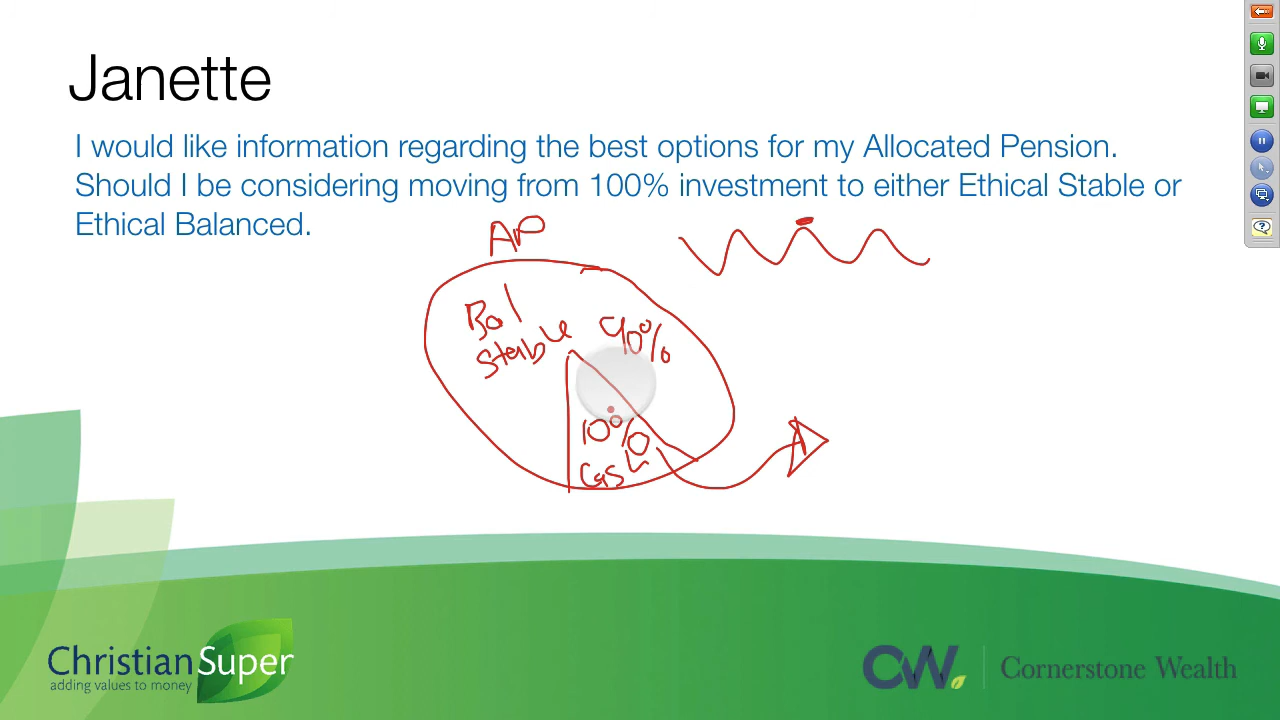 Janette
I would like information regarding the best options for my Allocated Pension.
Should I be considering moving from 100% investment to either Ethical Stable or
Ethical Balanced.
AP
Bal
Stable
90%
10%
Cash
Christian Super
adding values to money
CW Cornerstone Wealth